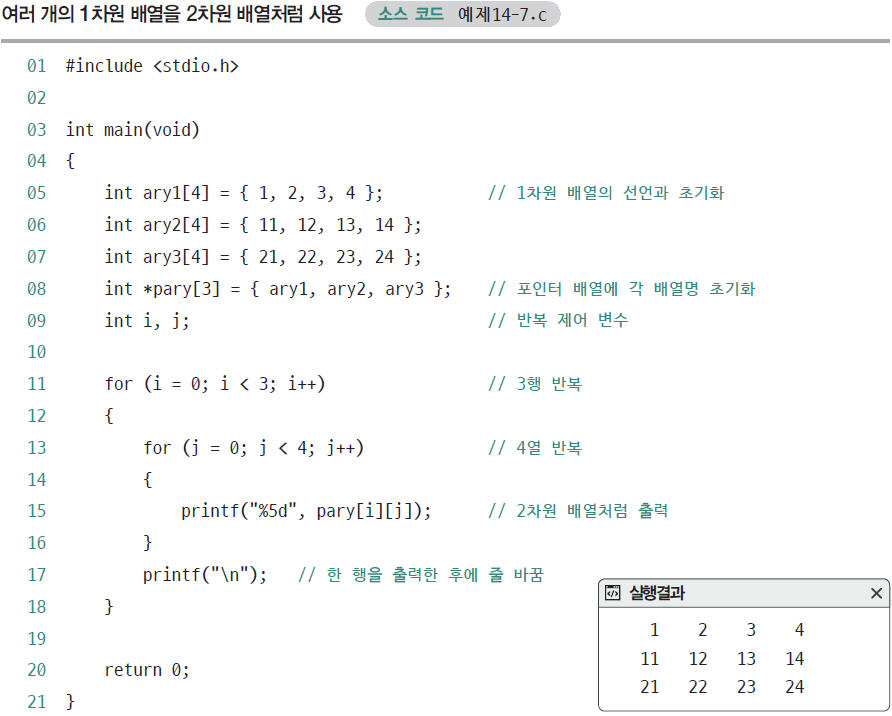 여러 개의 1차원 배열을 2차원 배열처럼 사용 소스 코드 예제14-7.c
01 #include <stdio.h>
02
03 int main(void)
04 {
05     int ary1[4] = { 1, 2, 3, 4 };           // 1차원 배열의 선언과 초기화
06     int ary2[4] = { 11, 12, 13, 14 };
07     int ary3[4] = { 21, 22, 23, 24 };
08     int *pary[3] = { ary1, ary2, ary3 };    // 포인터 배열에 각 배열명 초기화
09     int i, j;                               // 반복 제어 변수
10
11     for (i = 0; i < 3; i++)                 // 3행 반복
12     {
13         for (j = 0; j < 4; j++)             // 4열 반복
14         {
15             printf("%5d", pary[i][j]);      // 2차원 배열처럼 출력
16         }
17         printf("\n");   // 한 행을 출력한 후에 줄 바꿈
18     }
19
20     return 0;
21 }
실행결과
1 2 3 4
11 12 13 14
21 22 23 24